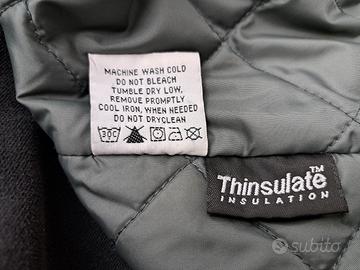 MACHINE WASH COLD
DO NOT BLEACH
TUMBLE DRY LOW,
REMOVE PROMPTLY
COOL IRON, WHEN NEEDED
DO NOT DRYCLEAN
30C
Thinsulate™
INSULATION
subito